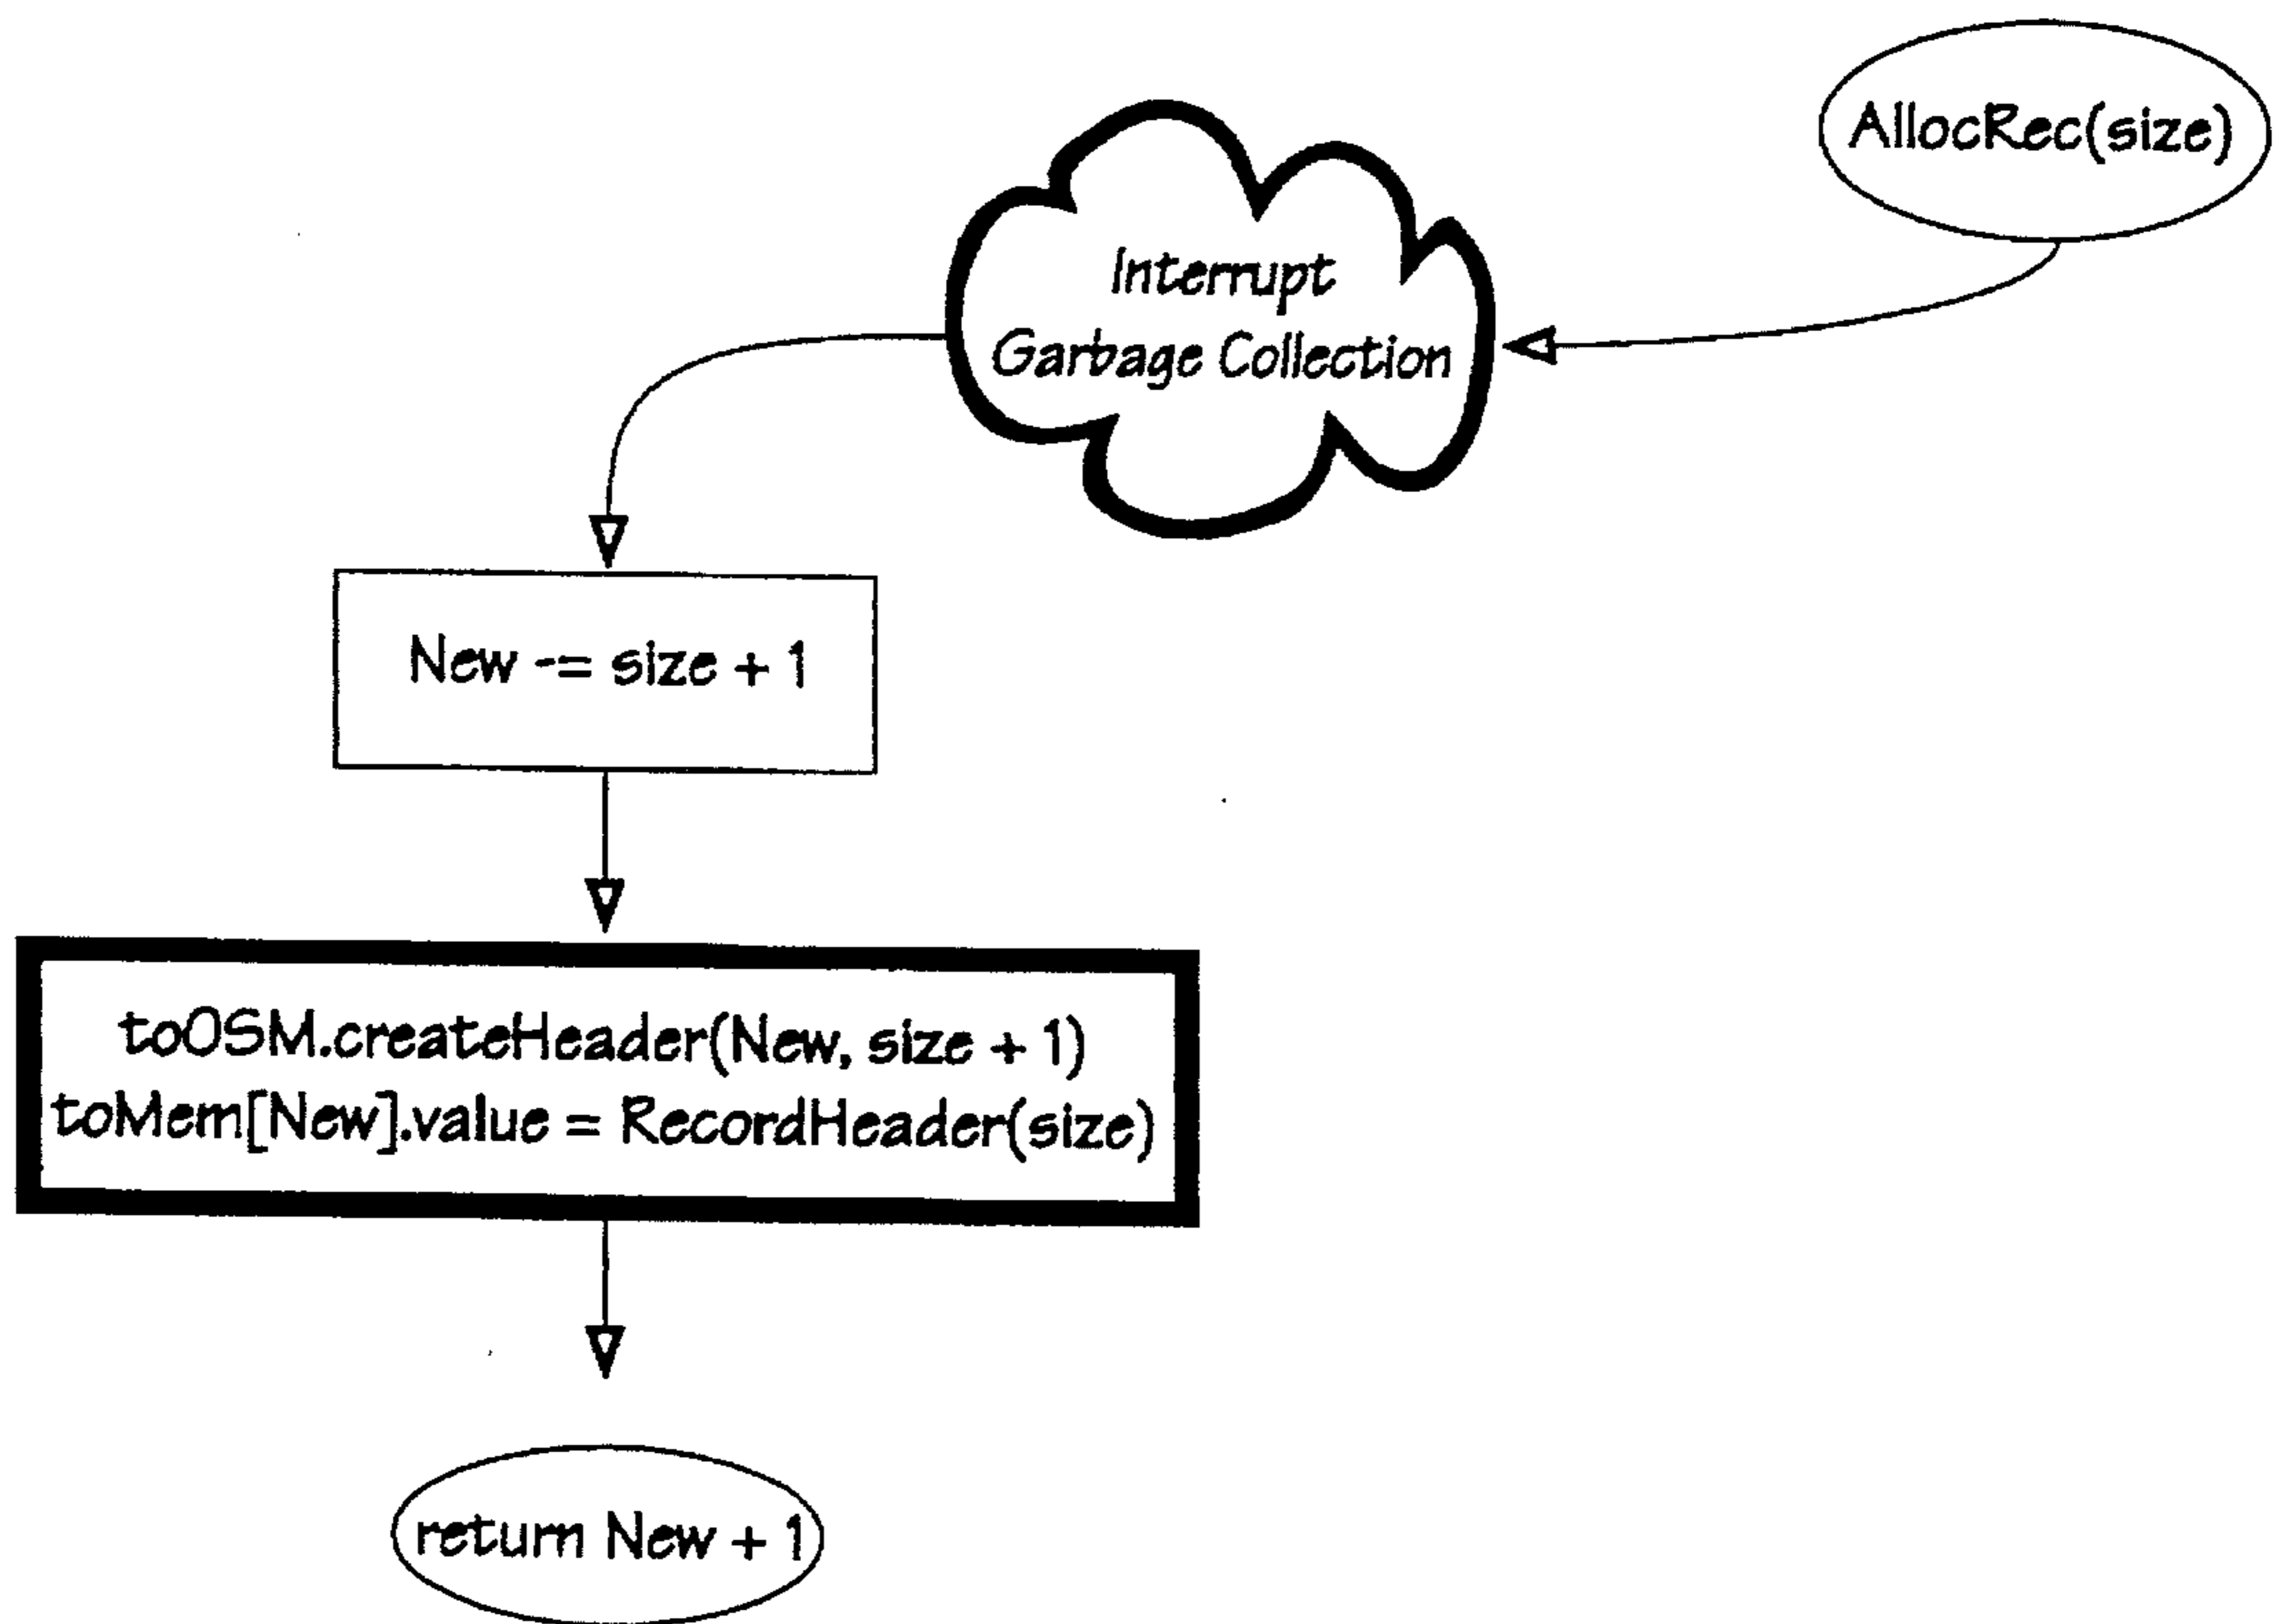 AllocRec(size)
Interrupt
Garbage Collection
New -= size + 1
toOSM.createHeader(New, size + 1)
toMem[New].value = RecordHeader(size)
return New + 1